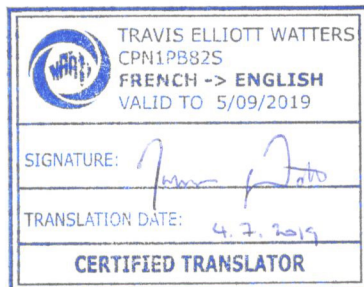 NAATI
TRAVIS ELLIOTT WATTERS
CPN1PB82S
FRENCH -> ENGLISH
VALID TO 5/09/2019
SIGNATURE:
TRANSLATION DATE: 4.7.2019
CERTIFIED TRANSLATOR